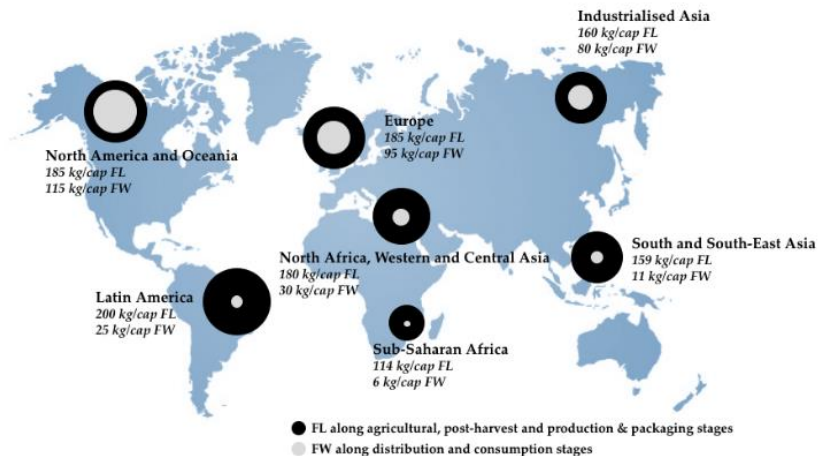 Industrialised Asia
160 kg/cap FL
80 kg/cap FW
Europe
185 kg/cap FL
95 kg/cap FW
North America and Oceania
185 kg/cap FL
115 kg/cap FW
North Africa, Western and Central Asia
180 kg/cap FL
30 kg/cap FW
South and South-East Asia
159 kg/cap FL
11 kg/cap FW
Latin America
200 kg/cap FL
25 kg/cap FW
Sub-Saharan Africa
114 kg/cap FL
6 kg/cap FW
FL along agricultural, post-harvest and production & packaging stages
FW along distribution and consumption stages